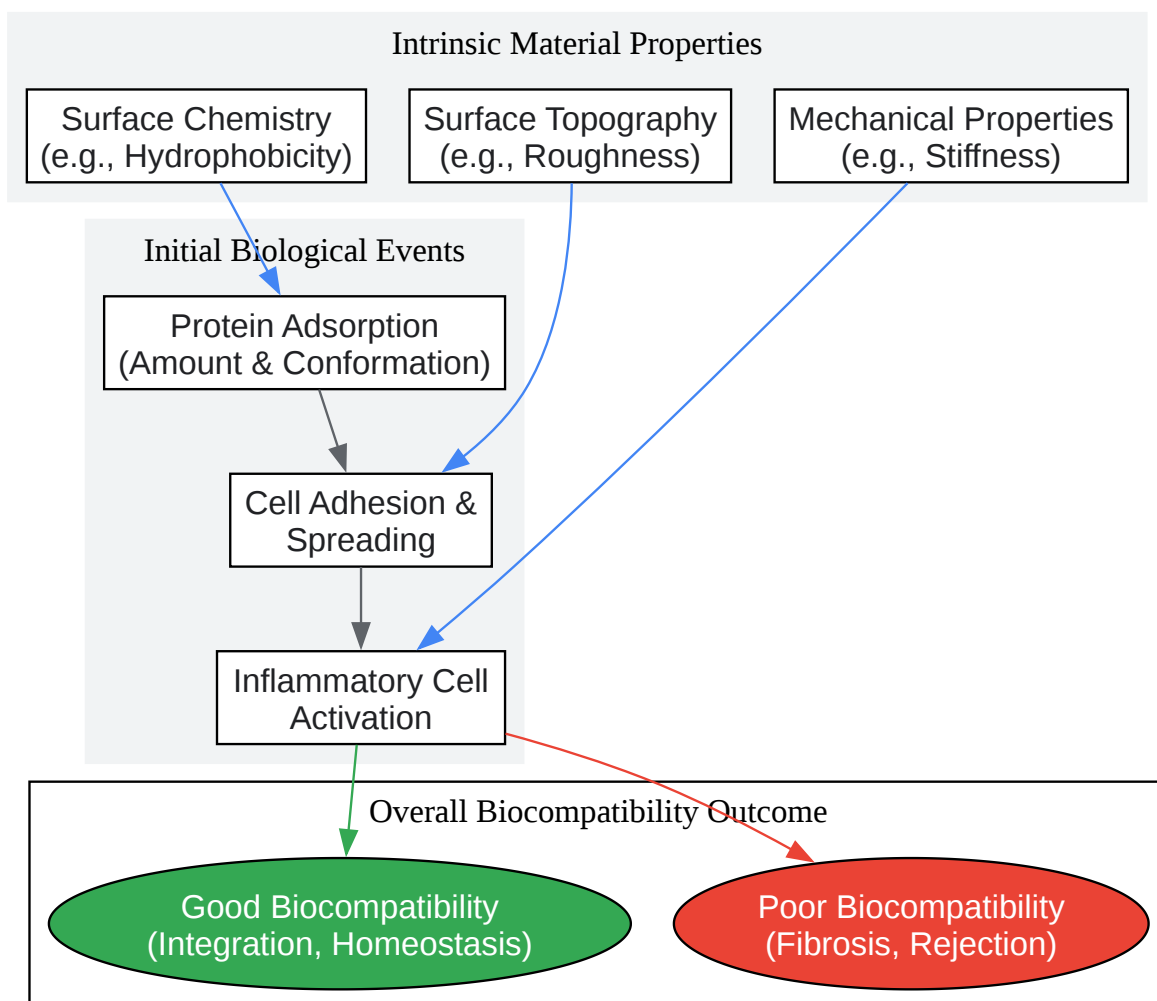 Intrinsic Material Properties
Surface Chemistry
(e.g., Hydrophobicity)
Surface Topography
(e.g., Roughness)
Mechanical Properties
(e.g., Stiffness)
Initial Biological Events
Protein Adsorption
(Amount & Conformation)
Cell Adhesion &
Spreading
Inflammatory Cell
Activation
Overall Biocompatibility Outcome
Good Biocompatibility
(Integration, Homeostasis)
Poor Biocompatibility
(Fibrosis, Rejection)